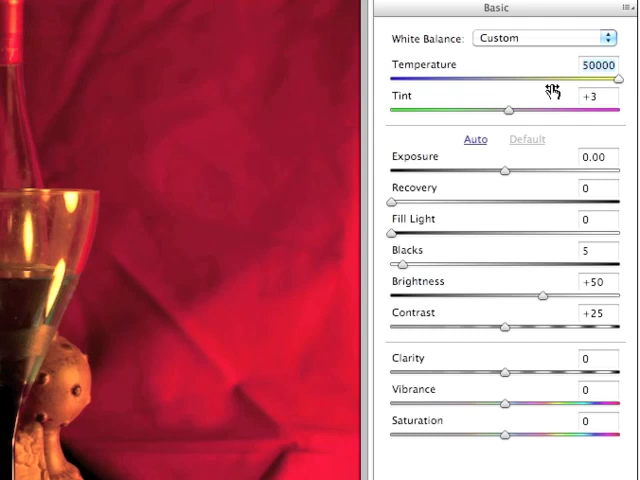 Basic
White Balance: Custom
Temperature 50000
Tint +3
Auto Default
Exposure 0.00
Recovery 0
Fill Light 0
Blacks 5
Brightness +50
Contrast +25
Clarity 0
Vibrance 0
Saturation 0